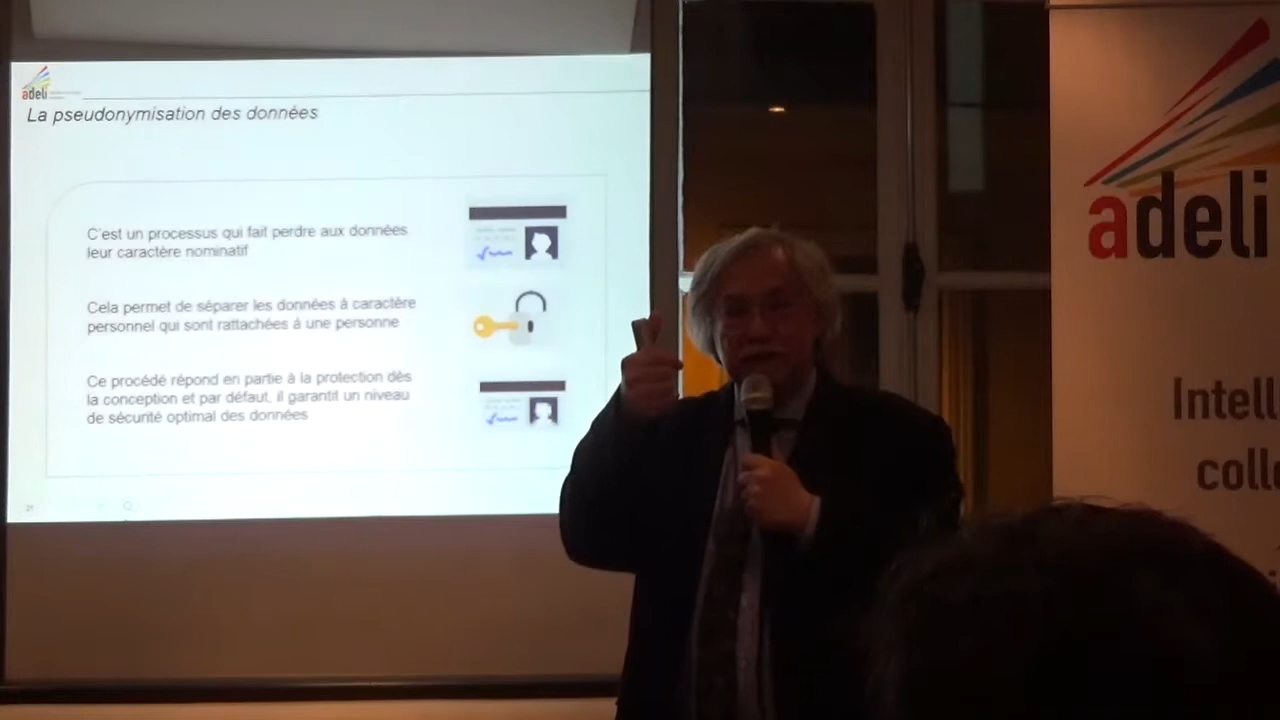 adeli
La pseudonymisation des données
C'est un processus qui fait perdre aux données
leur caractère nominatif
Cela permet de séparer les données à caractère
personnel qui sont rattachées à une personne
Ce procédé répond en partie à la protection dès
la conception et par défaut, il garantit un niveau
de sécurité optimal des données
adeli
Intell
coll